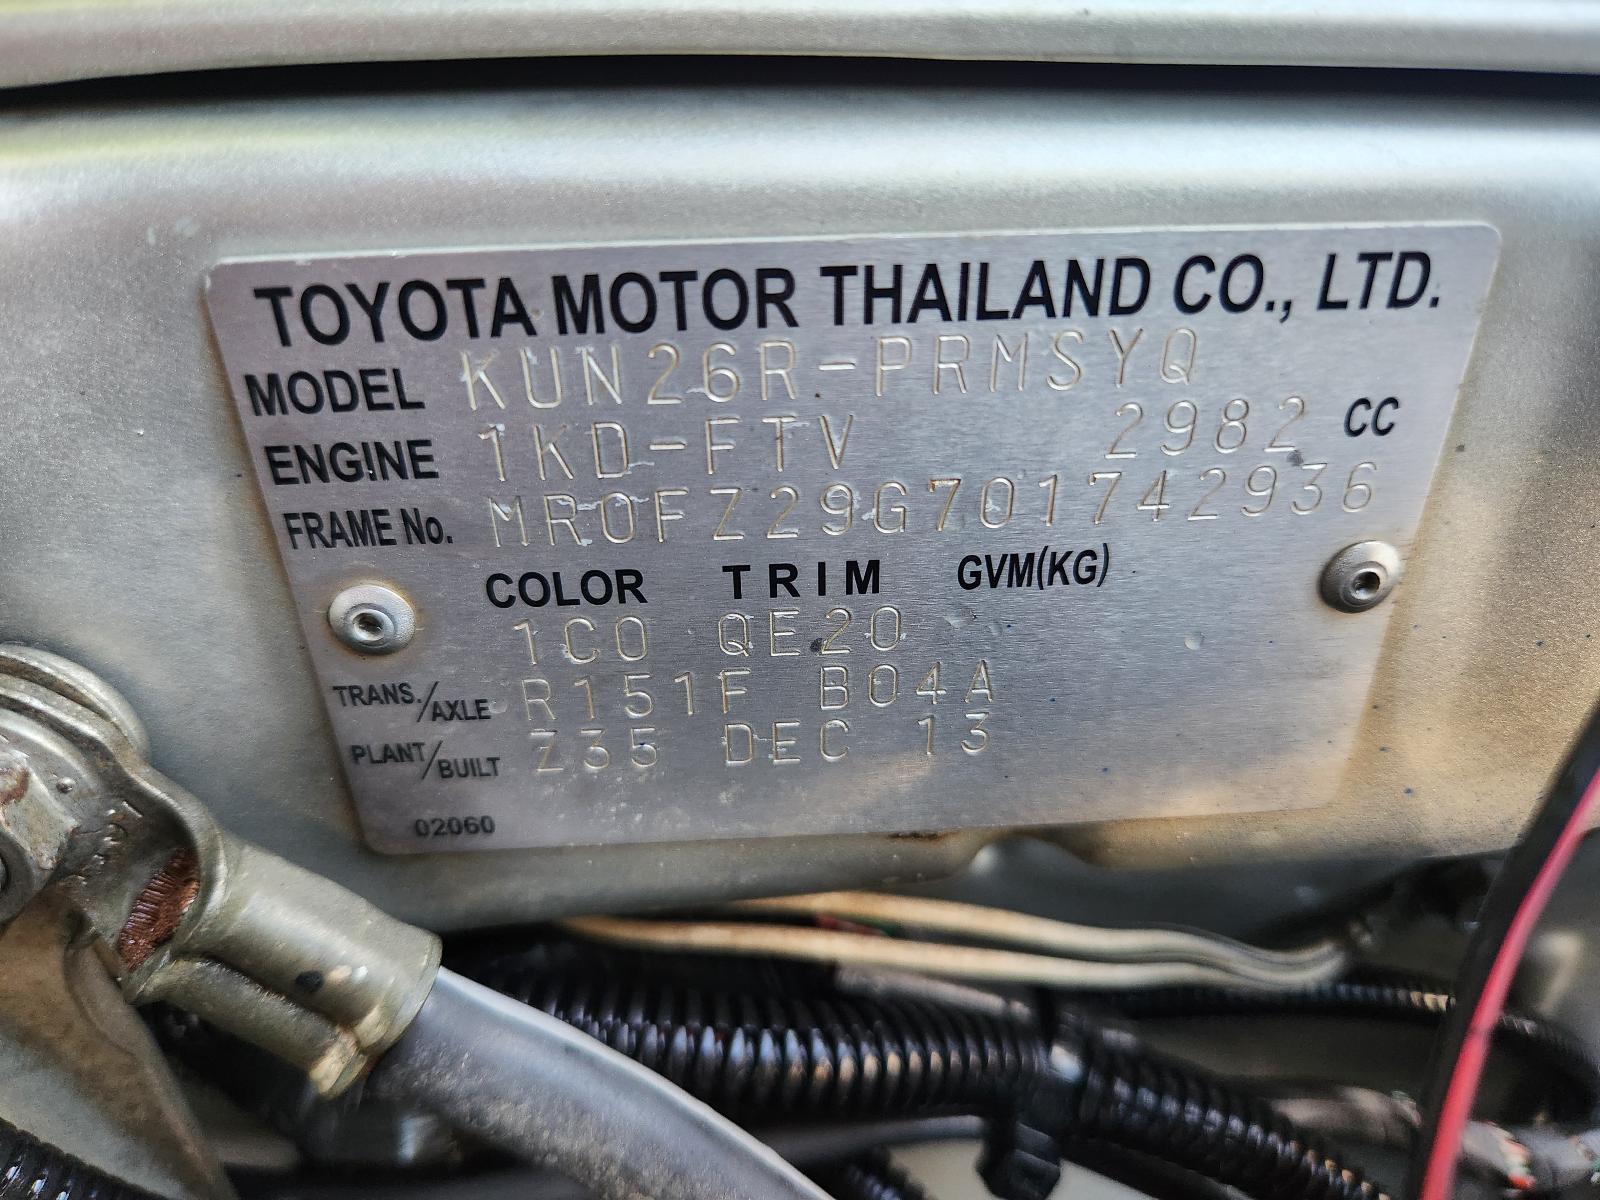 TOYOTA MOTOR THAILAND CO., LTD.
MODEL KUN26R-PRMSYQ
ENGINE 1KD-FTV 2982 CC
FRAME No. MR0FZ29G701742936
COLOR TRIM GVM(KG)
1C0 QE20
TRANS./AXLE R151F B04A
PLANT/BUILT Z35 DEC 13
02060